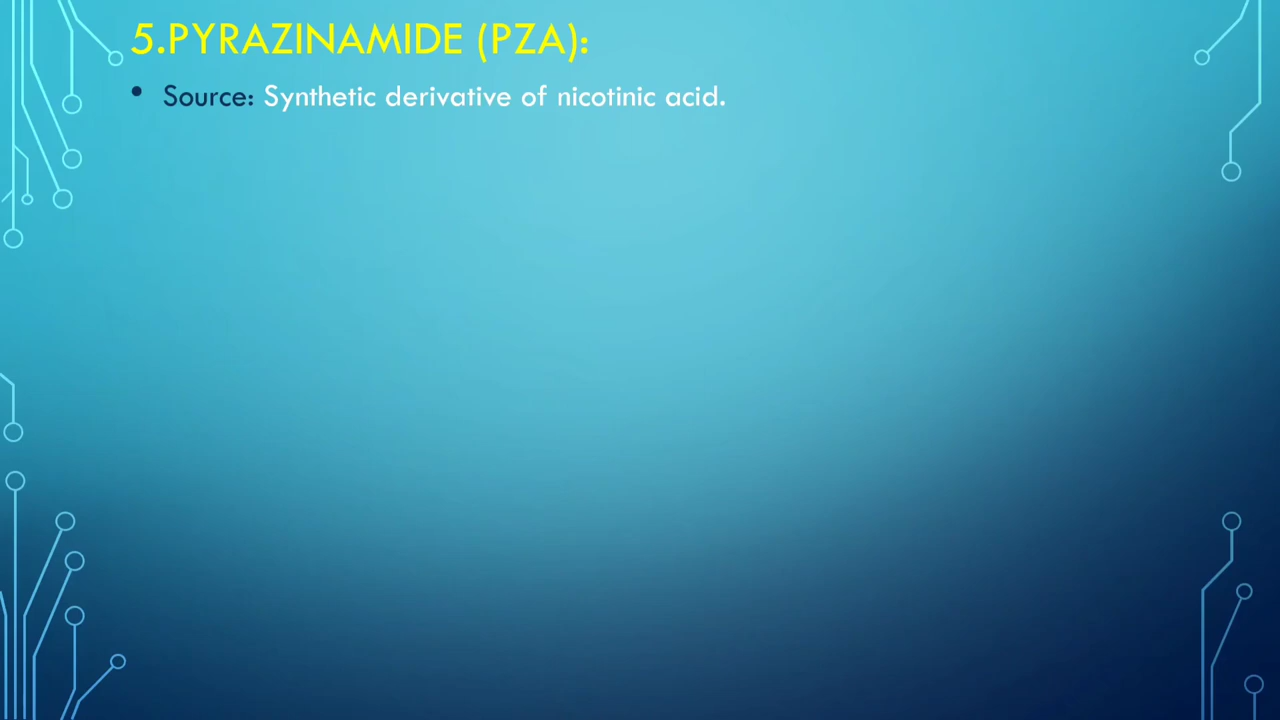 5.PYRAZINAMIDE (PZA):
• Source: Synthetic derivative of nicotinic acid.